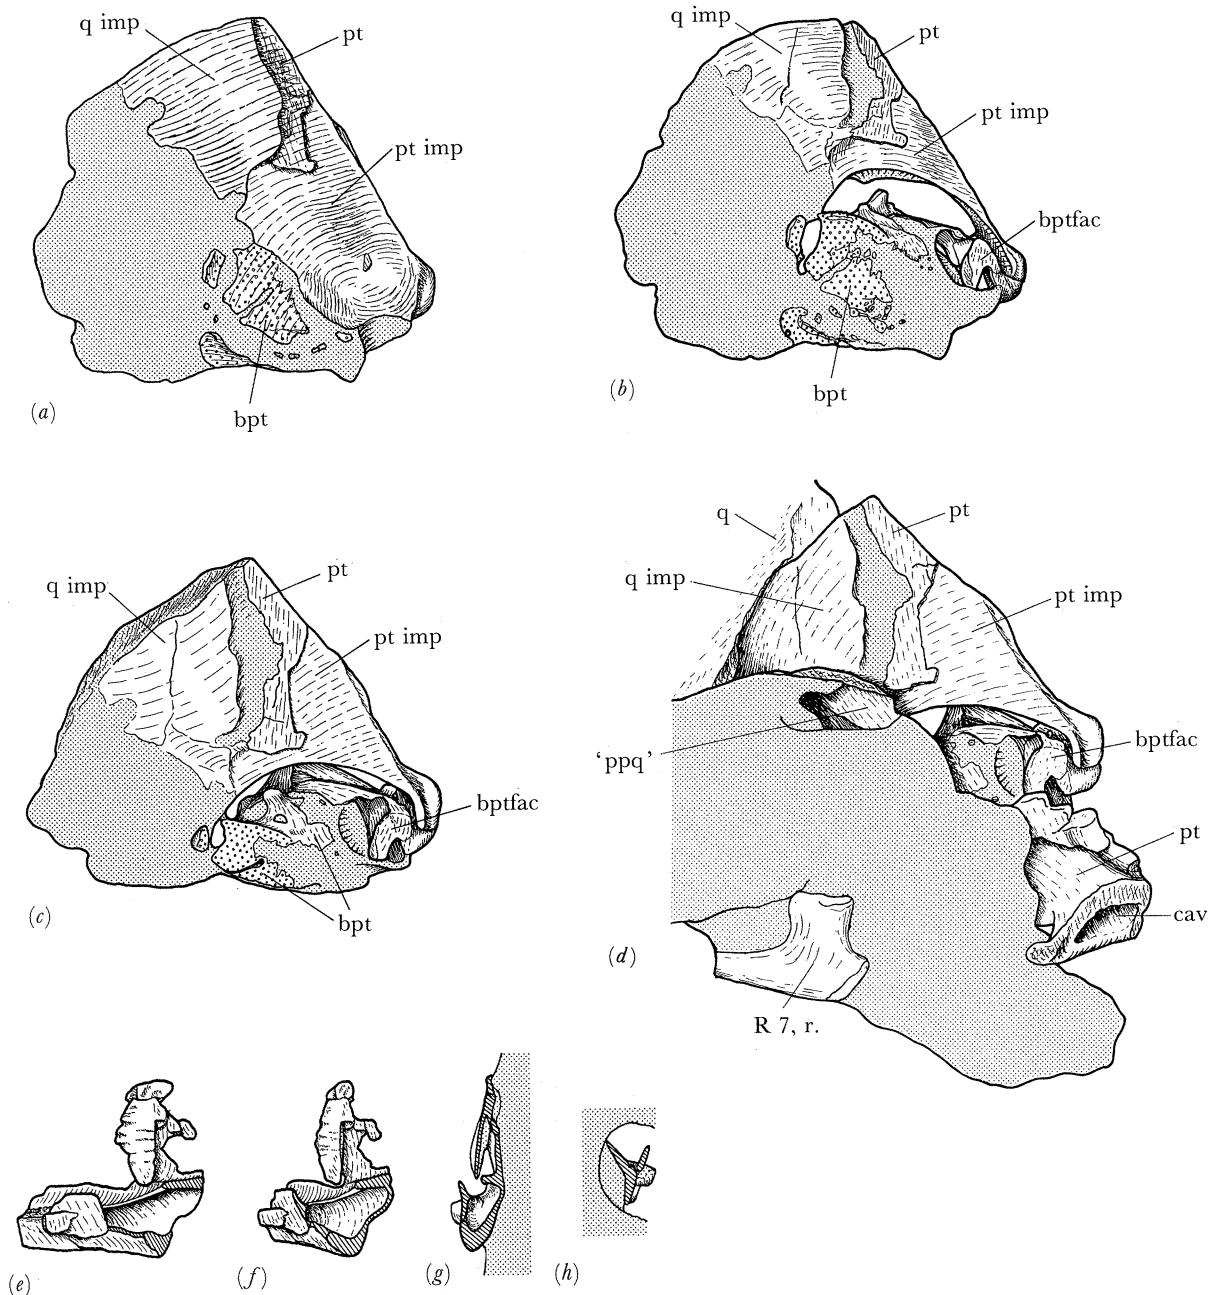 q imp
pt
pt imp
bpt
(a)
q imp
pt
pt imp
bptfac
bpt
(b)
q imp
pt
pt imp
bptfac
bpt
(c)
q
pt
q imp
pt imp
'ppq'
bptfac
pt
cav
R 7, r.
(d)
(e)
(f)
(g)
(h)